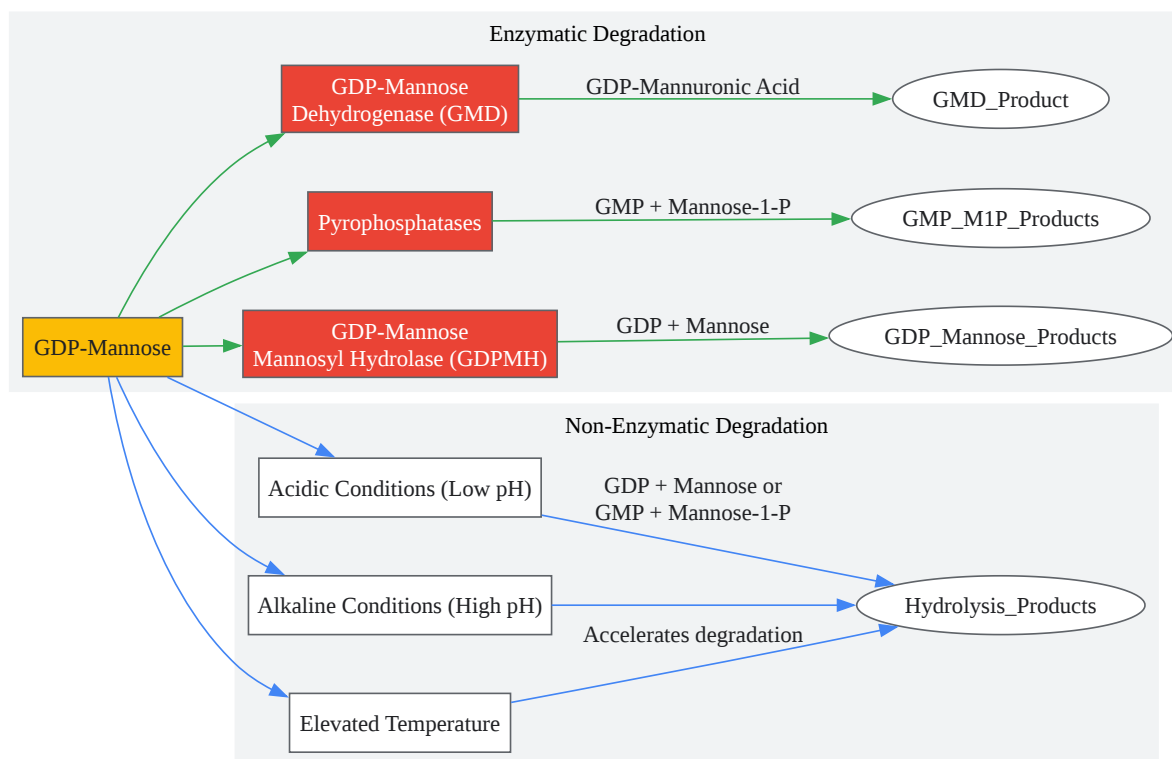 Enzymatic Degradation
GDP-Mannose
Dehydrogenase (GMD)
GDP-Mannuronic Acid
GMD_Product
Pyrophosphatases
GMP + Mannose-1-P
GMP_M1P_Products
GDP-Mannose
GDP-Mannose
Mannosyl Hydrolase (GDPMH)
GDP + Mannose
GDP_Mannose_Products
Non-Enzymatic Degradation
Acidic Conditions (Low pH)
GDP + Mannose or
GMP + Mannose-1-P
Alkaline Conditions (High pH)
Hydrolysis_Products
Accelerates degradation
Elevated Temperature